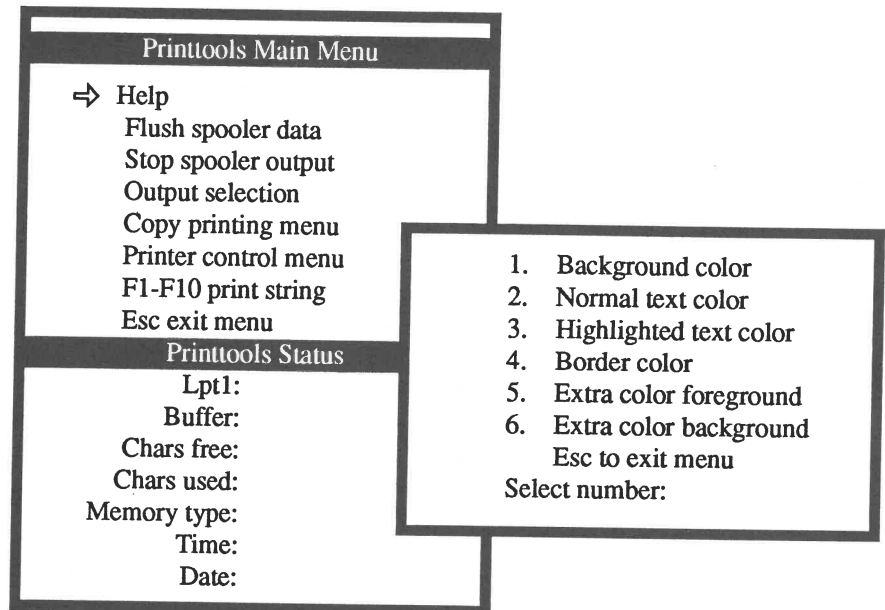 Printtools Main Menu
Help
Flush spooler data
Stop spooler output
Output selection
Copy printing menu
Printer control menu
F1-F10 print string
Esc exit menu
Printtools Status
Lpt1:
Buffer:
Chars free:
Chars used:
Memory type:
Time:
Date:
1. Background color
2. Normal text color
3. Highlighted text color
4. Border color
5. Extra color foreground
6. Extra color background
Esc to exit menu
Select number: